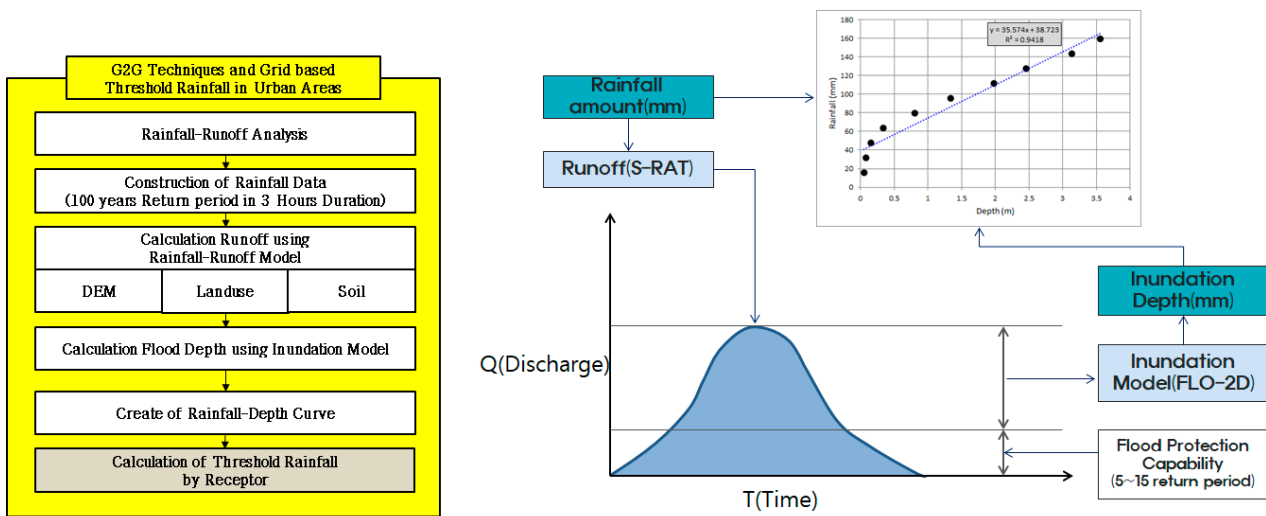 G2G Techniques and Grid based
Threshold Rainfall in Urban Areas
Rainfall-Runoff Analysis
Construction of Rainfall Data
(100 years Return period in 3 Hours Duration)
Calculation Runoff using
Rainfall-Runoff Model
DEM
Landuse
Soil
Calculation Flood Depth using Inundation Model
Create of Rainfall-Depth Curve
Calculation of Threshold Rainfall
by Receptor
Rainfall
amount(mm)
Runoff(S-RAT)
Q(Discharge)
T(Time)
y = 35.574x + 38.723
R² = 0.9418
Rainfall (mm)
180
160
140
120
100
80
60
40
20
0
0 0.5 1 1.5 2 2.5 3 3.5 4
Depth (m)
Inundation
Depth(mm)
Inundation
Model(FLO-2D)
Flood Protection
Capability
(5~15 return period)